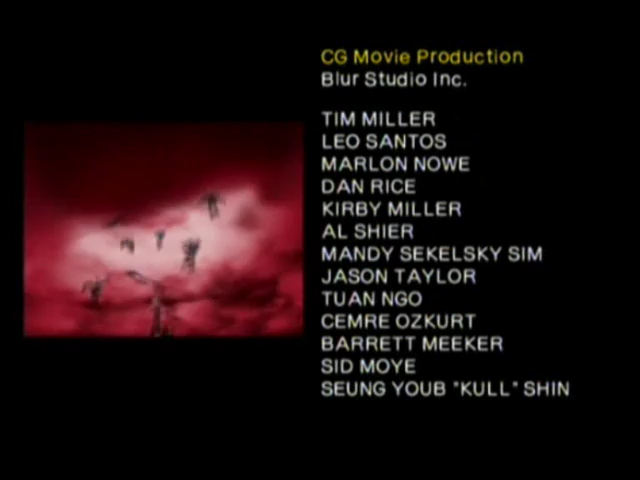 CG Movie Production
Blur Studio Inc.
TIM MILLER
LEO SANTOS
MARLON NOWE
DAN RICE
KIRBY MILLER
AL SHIER
MANDY SEKELSKY SIM
JASON TAYLOR
TUAN NGO
CEMRE OZKURT
BARRETT MEEKER
SID MOYE
SEUNG YOUB "KULL" SHIN